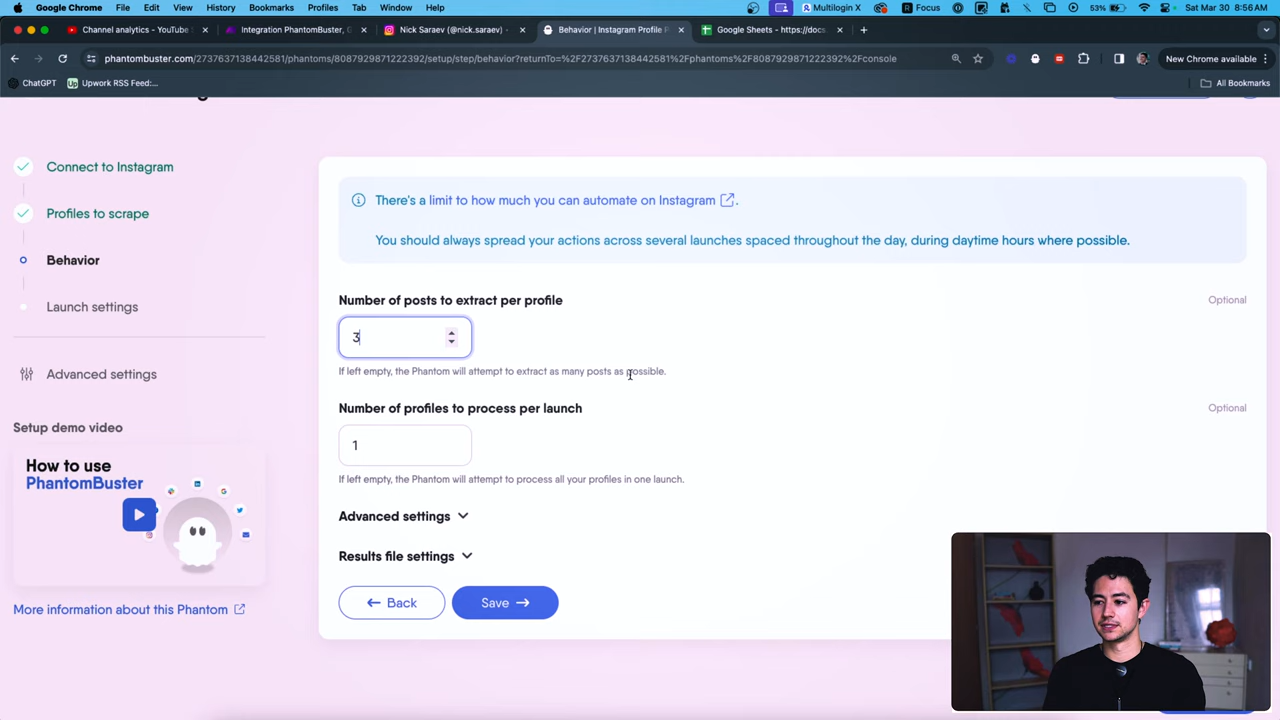 Google Chrome File Edit View History Bookmarks Profiles Tab Window Help
Multilogin X Focus 53% Sat Mar 30 8:56 AM
Channel analytics - YouTube S
Integration PhantomBuster, G
Nick Saraev (@nick.saraev) ·
Behavior | Instagram Profile P
Google Sheets - https://docs.
phantombuster.com/2737637138442581/phantoms/8087929871222392/setup/step/behavior?returnTo=%2F2737637138442581%2Fphantoms%2F8087929871222392%2Fconsole
New Chrome available
ChatGPT Upwork RSS Feed:...
All Bookmarks
Connect to Instagram
Profiles to scrape
Behavior
Launch settings
Advanced settings
Setup demo video
How to use
PhantomBuster
More information about this Phantom
There's a limit to how much you can automate on Instagram .
You should always spread your actions across several launches spaced throughout the day, during daytime hours where possible.
Number of posts to extract per profile
Optional
3
If left empty, the Phantom will attempt to extract as many posts as possible.
Number of profiles to process per launch
Optional
1
If left empty, the Phantom will attempt to process all your profiles in one launch.
Advanced settings
Results file settings
Back
Save